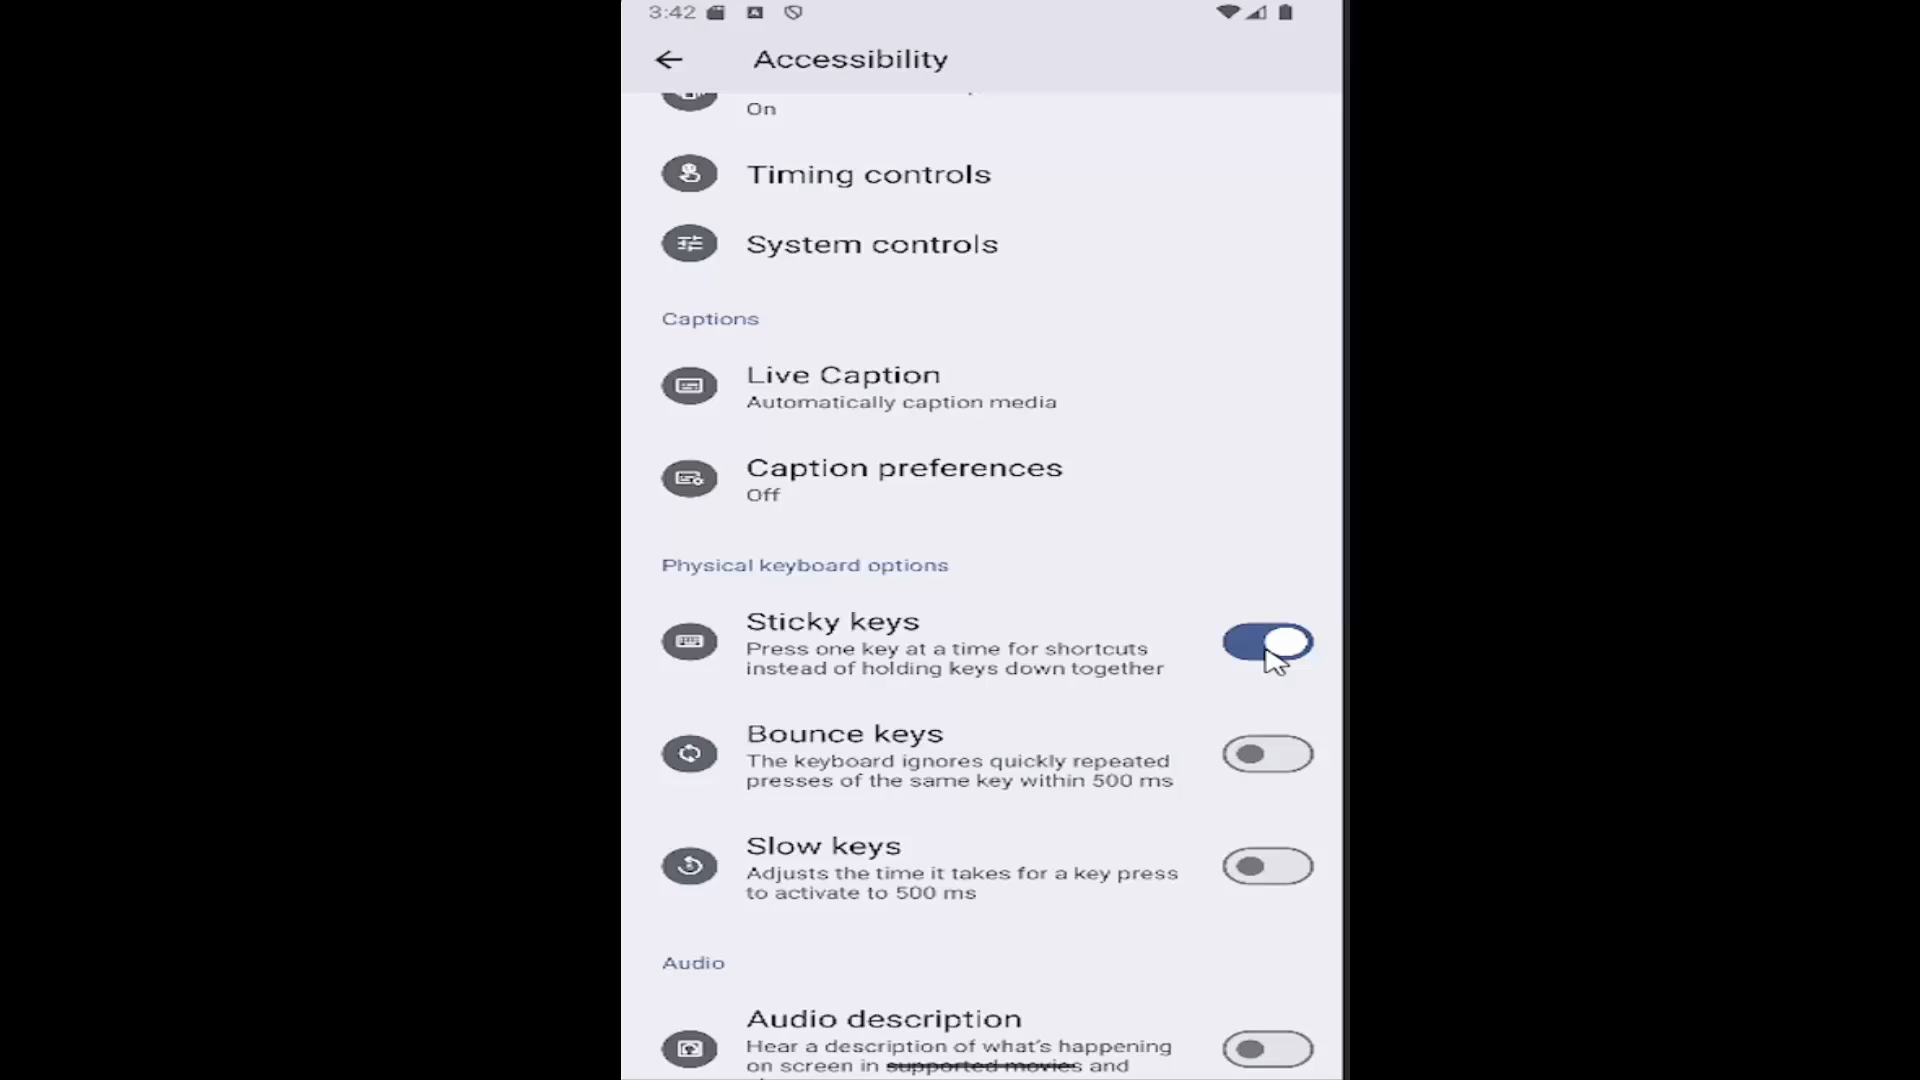 3:42
Accessibility
On
Timing controls
System controls
Captions
Live Caption
Automatically caption media
Caption preferences
Off
Physical keyboard options
Sticky keys
Press one key at a time for shortcuts
instead of holding keys down together
Bounce keys
The keyboard ignores quickly repeated
presses of the same key within 500 ms
Slow keys
Adjusts the time it takes for a key press
to activate to 500 ms
Audio
Audio description
Hear a description of what's happening
on screen in supported movies and